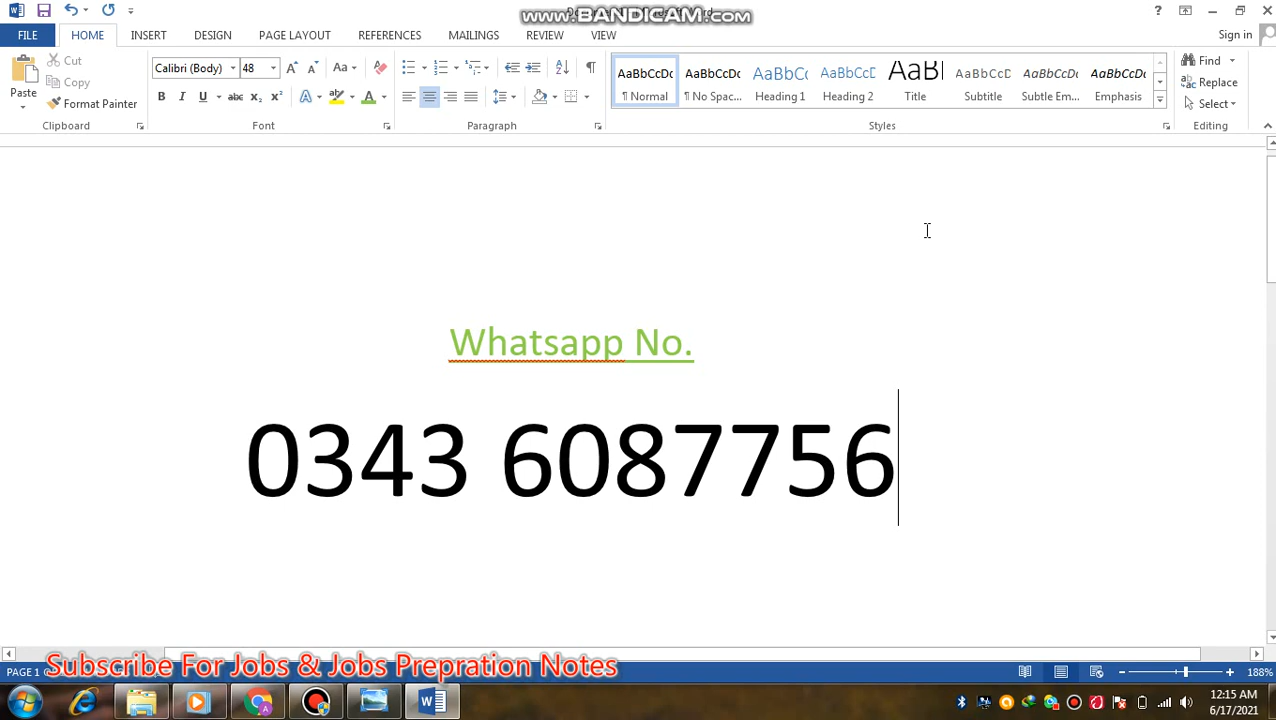 www.BANDICAM.com
Sign in
FILE HOME INSERT DESIGN PAGE LAYOUT REFERENCES MAILINGS REVIEW VIEW
Paste
Cut
Copy
Format Painter
Clipboard
Calibri (Body) 48
Font
Paragraph
AaBbCcDc AaBbCcDc AaBbCc AaBbCcD AaBl AaBbCcD AaBbCcDc AaBbCcDc
¶ Normal ¶ No Spac... Heading 1 Heading 2 Title Subtitle Subtle Em... Emphasis
Styles
Find
Replace
Select
Editing
Whatsapp No.
0343 6087756
PAGE 1
Subscribe For Jobs & Jobs Prepration Notes
188%
12:15 AM
6/17/2021